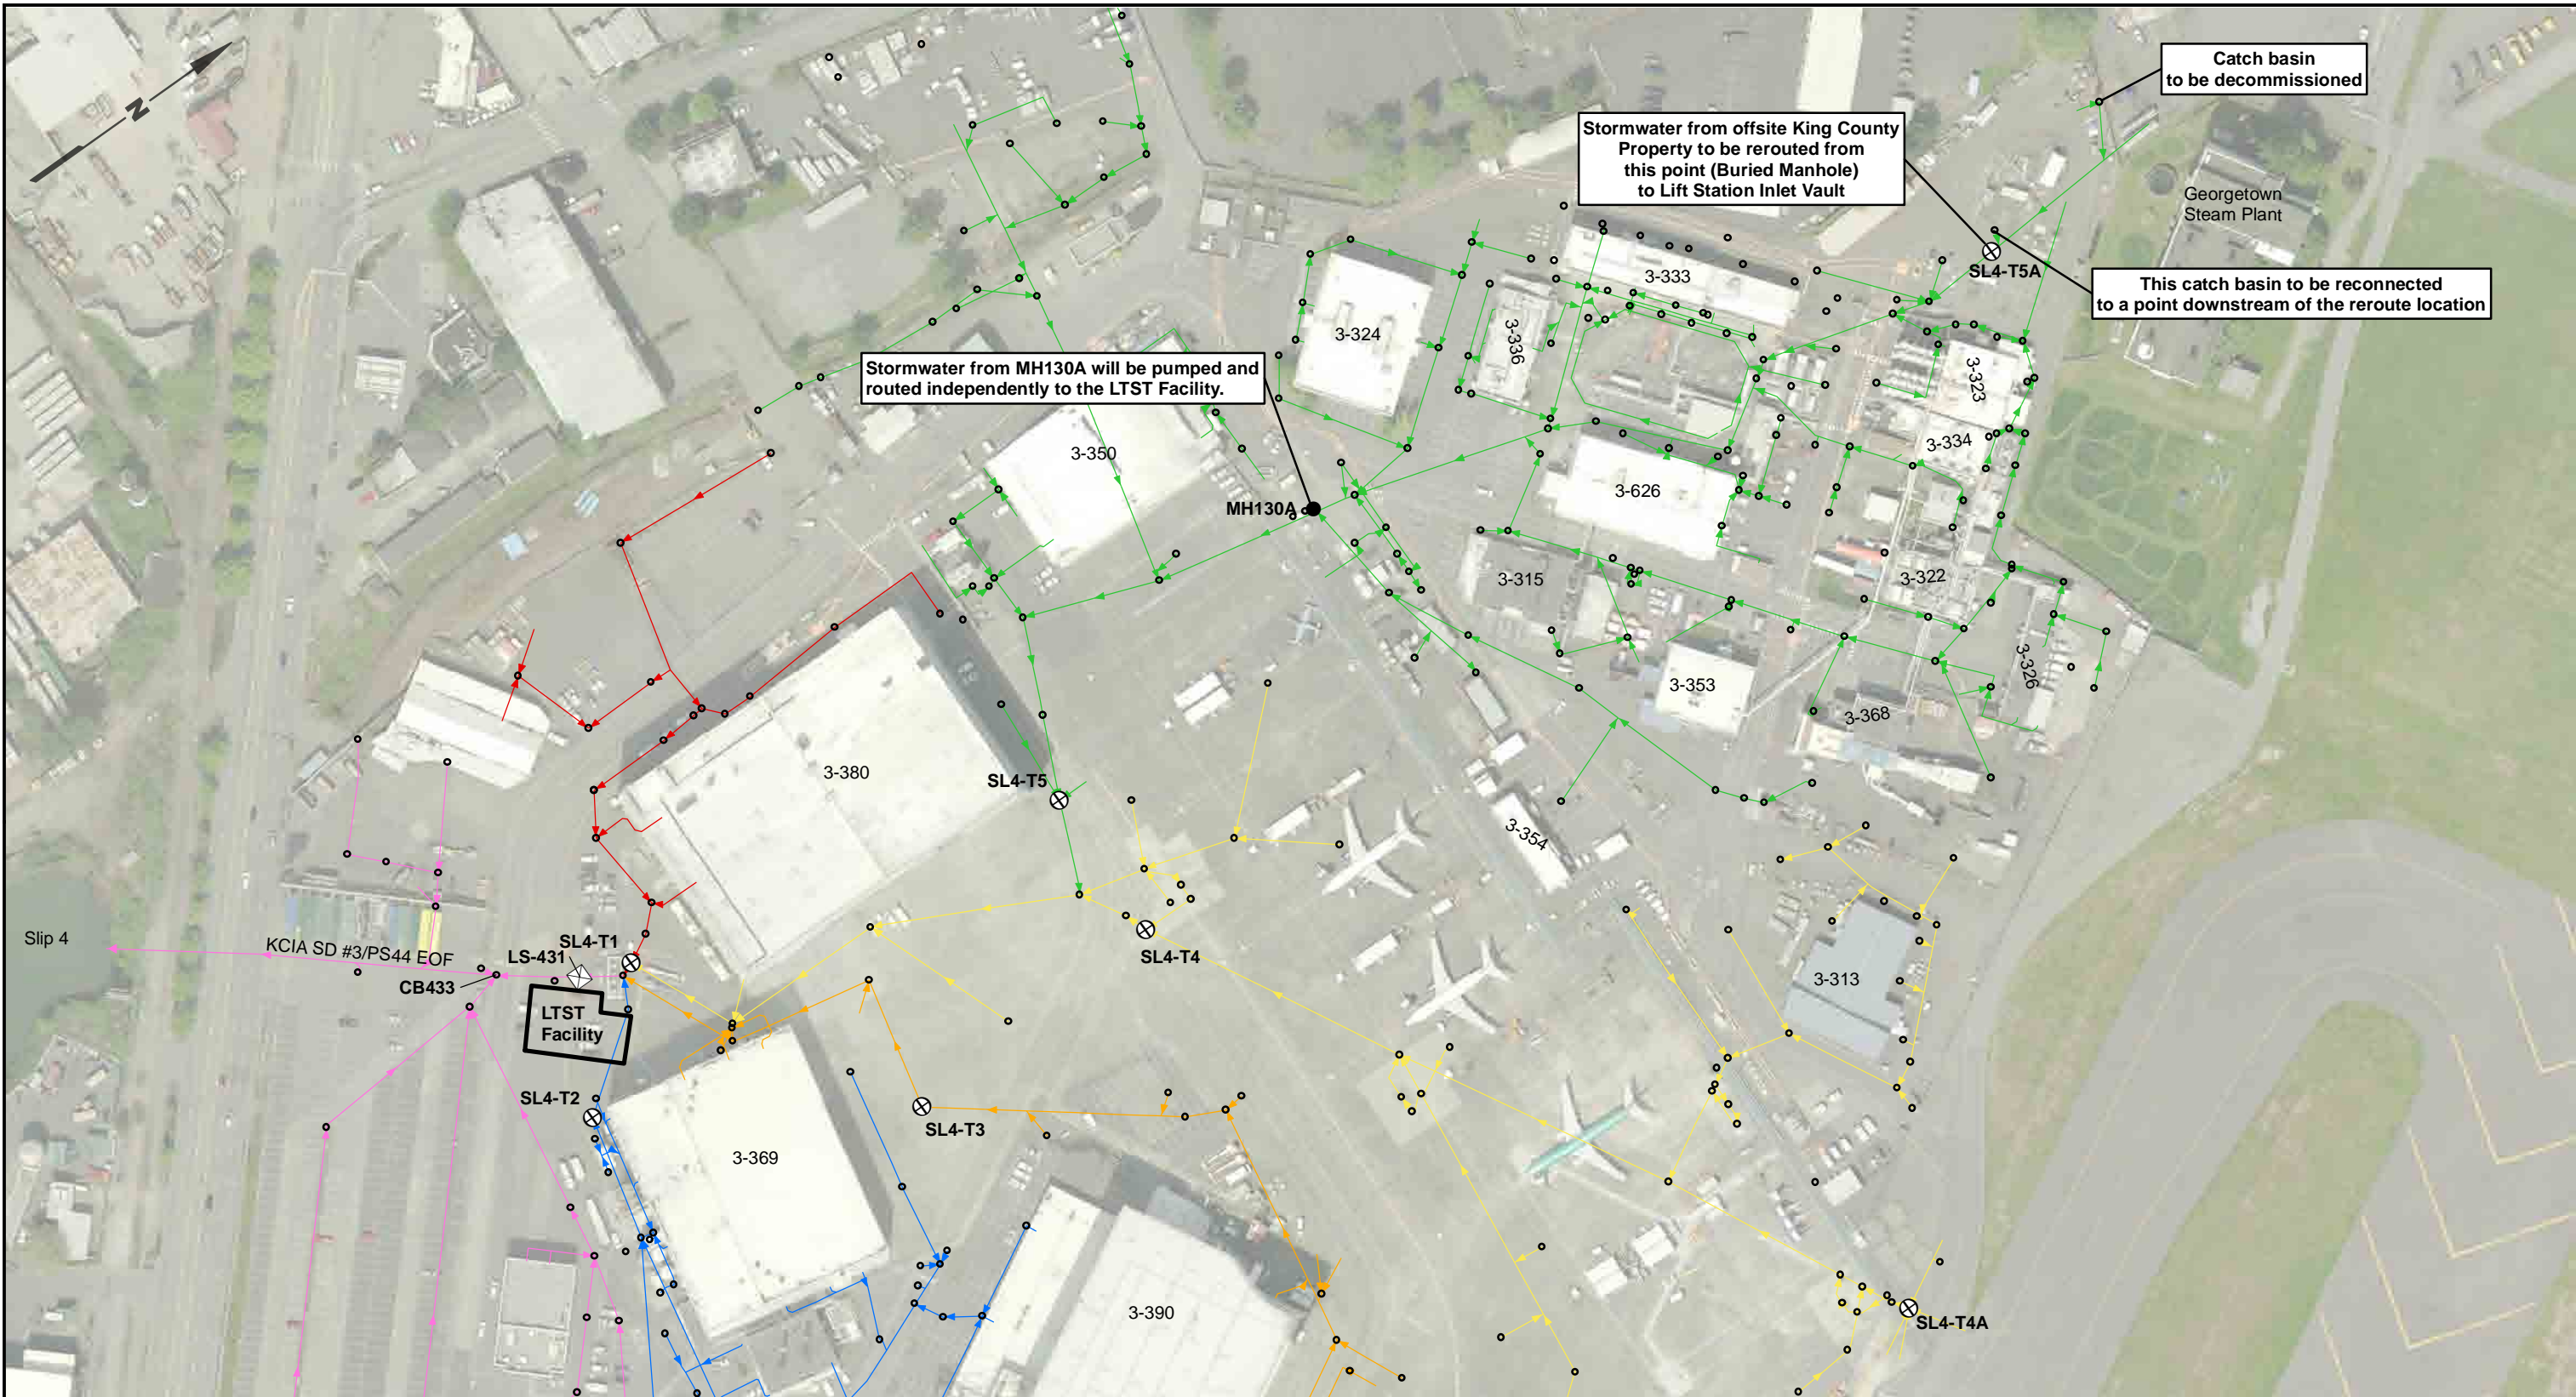 N
Catch basin
to be decommissioned
Stormwater from offsite King County
Property to be rerouted from
this point (Buried Manhole)
to Lift Station Inlet Vault
Georgetown
Steam Plant
SL4-T5A
This catch basin to be reconnected
to a point downstream of the reroute location
3-333
3-324
3-336
Stormwater from MH130A will be pumped and
routed independently to the LTST Facility.
3-323
3-334
3-350
3-626
MH130A
3-315
3-322
3-326
3-353
3-368
3-380
SL4-T5
3-354
Slip 4
KCIA SD #3/PS44 EOF
SL4-T1
LS-431
CB433
SL4-T4
3-313
LTST
Facility
SL4-T2
SL4-T3
3-369
3-390
SL4-T4A